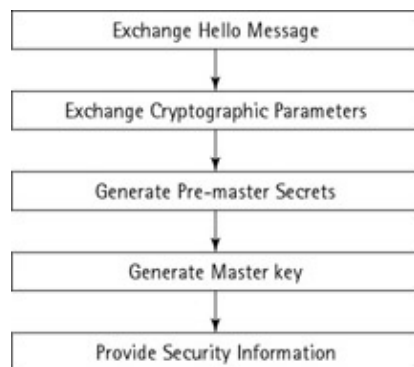 Exchange Hello Message
Exchange Cryptographic Parameters
Generate Pre-master Secrets
Generate Master key
Provide Security Information